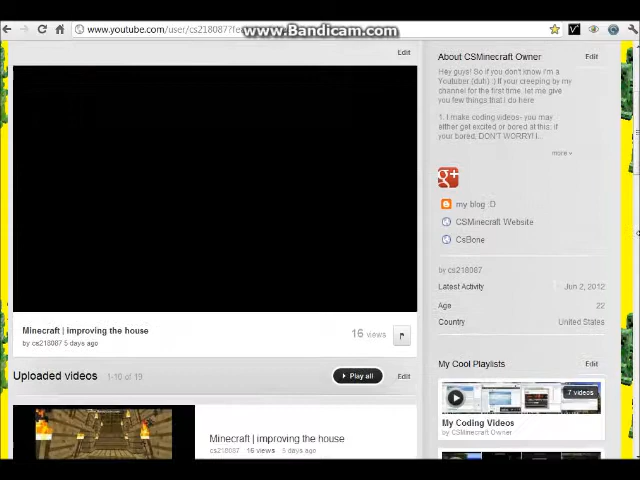 www.Bandicam.com
www.youtube.com/user/cs218087?fe
Edit
Minecraft | improving the house
by cs218087 5 days ago
16 views
Uploaded videos 1-10 of 19
Play all
Edit
Minecraft | improving the house
cs218087 16 views 5 days ago
About CSMinecraft Owner
Edit
Hey guys! So if you don't know i'm a
Youtuber (duh) :) If your creeping by my
channel for the first time, let me give
you few things that i do here
1. I make coding videos- you may
either get excited or bored at this; if
your bored, DON'T WORRY! I...
more »
g+
my blog :D
CSMinecraft Website
CsBone
by cs218087
Latest Activity Jun 2, 2012
Age 22
Country United States
My Cool Playlists
Edit
7 videos
My Coding Videos
by CSMinecraft Owner